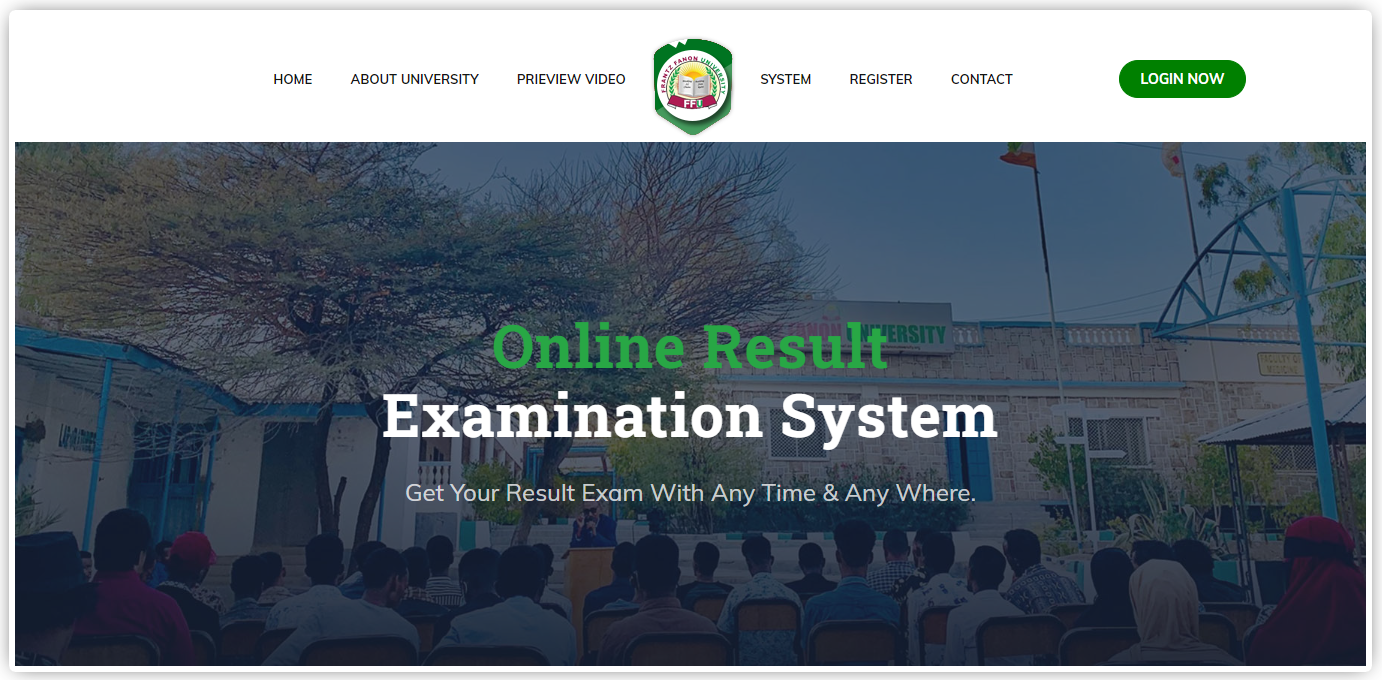 HOME
ABOUT UNIVERSITY
PRIEVIEW VIDEO
FRANTZ FANON UNIVERSITY
FFU
SYSTEM
REGISTER
CONTACT
LOGIN NOW
FANON UNIVERSITY
Online Result
Examination System
Get Your Result Exam With Any Time & Any Where.